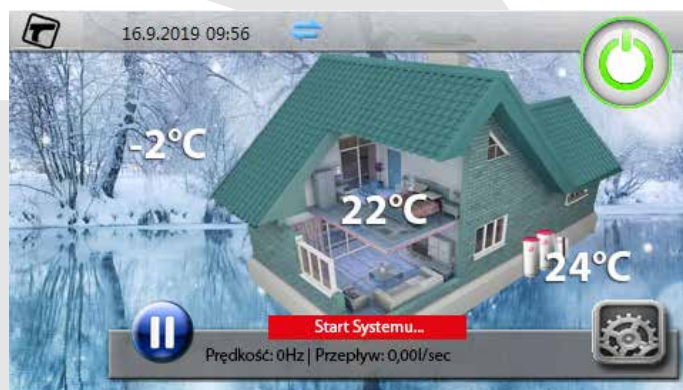 16.9.2019 09:56
-2°C
22°C
24°C
Start Systemu...
Prędkość: 0Hz | Przepływ: 0,00l/sec